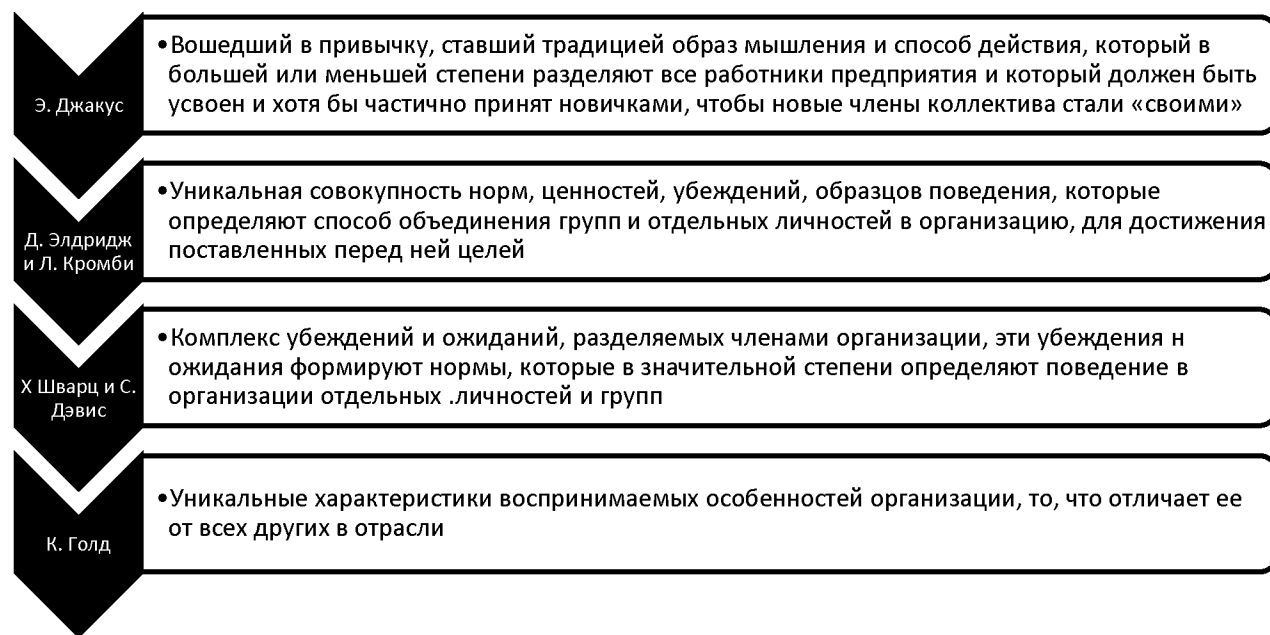 Э. Джакус
•Вошедший в привычку, ставший традицией образ мышления и способ действия, который в
большей или меньшей степени разделяют все работники предприятия и который должен быть
усвоен и хотя бы частично принят новичками, чтобы новые члены коллектива стали «своими»
Д. Элдридж
и Л. Кромби
•Уникальная совокупность норм, ценностей, убеждений, образцов поведения, которые
определяют способ объединения групп и отдельных личностей в организацию, для достижения
поставленных перед ней целей
Х Шварц и С.
Дэвис
•Комплекс убеждений и ожиданий, разделяемых членами организации, эти убеждения н
ожидания формируют нормы, которые в значительной степени определяют поведение в
организации отдельных .личностей и групп
К. Голд
•Уникальные характеристики воспринимаемых особенностей организации, то, что отличает ее
от всех других в отрасли